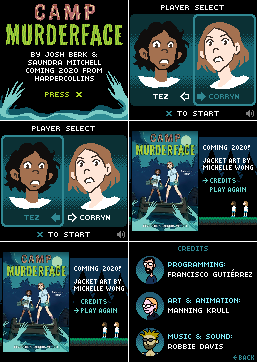 CAMP
MURDERFACE
BY JOSH BERK &
SAUNDRA MITCHELL
COMING 2020 FROM
HARPERCOLLINS
PRESS X
PLAYER SELECT
TEZ
CORRYN
X TO START
PLAYER SELECT
TEZ
CORRYN
X TO START
CAMP
MURDERFACE
COMING 2020!
JACKET ART BY
MICHELLE WONG
CREDITS
PLAY AGAIN
CAMP
MURDERFACE
COMING 2020!
JACKET ART BY
MICHELLE WONG
CREDITS
PLAY AGAIN
CREDITS
PROGRAMMING:
FRANCISCO GUTIÉRREZ
ART & ANIMATION:
MANNING KRULL
MUSIC & SOUND:
ROBBIE DAVIS
BACK